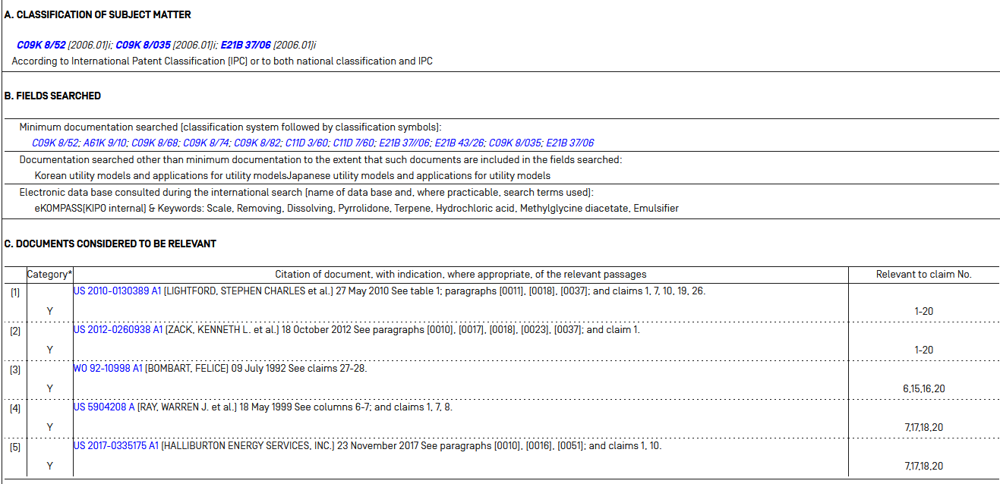 A. CLASSIFICATION OF SUBJECT MATTER
C09K 8/52 [2006.01]i; C09K 8/035 [2006.01]i; E21B 37/06 [2006.01]i
According to International Patent Classification [IPC] or to both national classification and IPC
B. FIELDS SEARCHED
Minimum documentation searched [classification system followed by classification symbols]:
C09K 8/52; A61K 9/10; C09K 8/68; C09K 8/74; C09K 8/82; C11D 3/60; C11D 7/60; E21B 37//06; E21B 43/26; C09K 8/035; E21B 37/06
Documentation searched other than minimum documentation to the extent that such documents are included in the fields searched:
Korean utility models and applications for utility modelsJapanese utility models and applications for utility models
Electronic data base consulted during the international search [name of data base and, where practicable, search terms used]:
eKOMPASS[KIPO internal] & Keywords: Scale, Removing, Dissolving, Pyrrolidone, Terpene, Hydrochloric acid, Methylglycine diacetate, Emulsifier
C. DOCUMENTS CONSIDERED TO BE RELEVANT
Category* Citation of document, with indication, where appropriate, of the relevant passages Relevant to claim No.
[1] US 2010-0130389 A1 [LIGHTFORD, STEPHEN CHARLES et al.] 27 May 2010 See table 1; paragraphs [0011], [0018], [0037]; and claims 1, 7, 10, 19, 26.
Y 1-20
[2] US 2012-0260938 A1 [ZACK, KENNETH L. et al.] 18 October 2012 See paragraphs [0010], [0017], [0018], [0023], [0037]; and claim 1.
Y 1-20
[3] WO 92-10998 A1 [BOMBART, FELICE] 09 July 1992 See claims 27-28.
Y 6,15,16,20
[4] US 5904208 A [RAY, WARREN J. et al.] 18 May 1999 See columns 6-7; and claims 1, 7, 8.
Y 7,17,18,20
[5] US 2017-0335175 A1 [HALLIBURTON ENERGY SERVICES, INC.] 23 November 2017 See paragraphs [0010], [0016], [0051]; and claims 1, 10.
Y 7,17,18,20